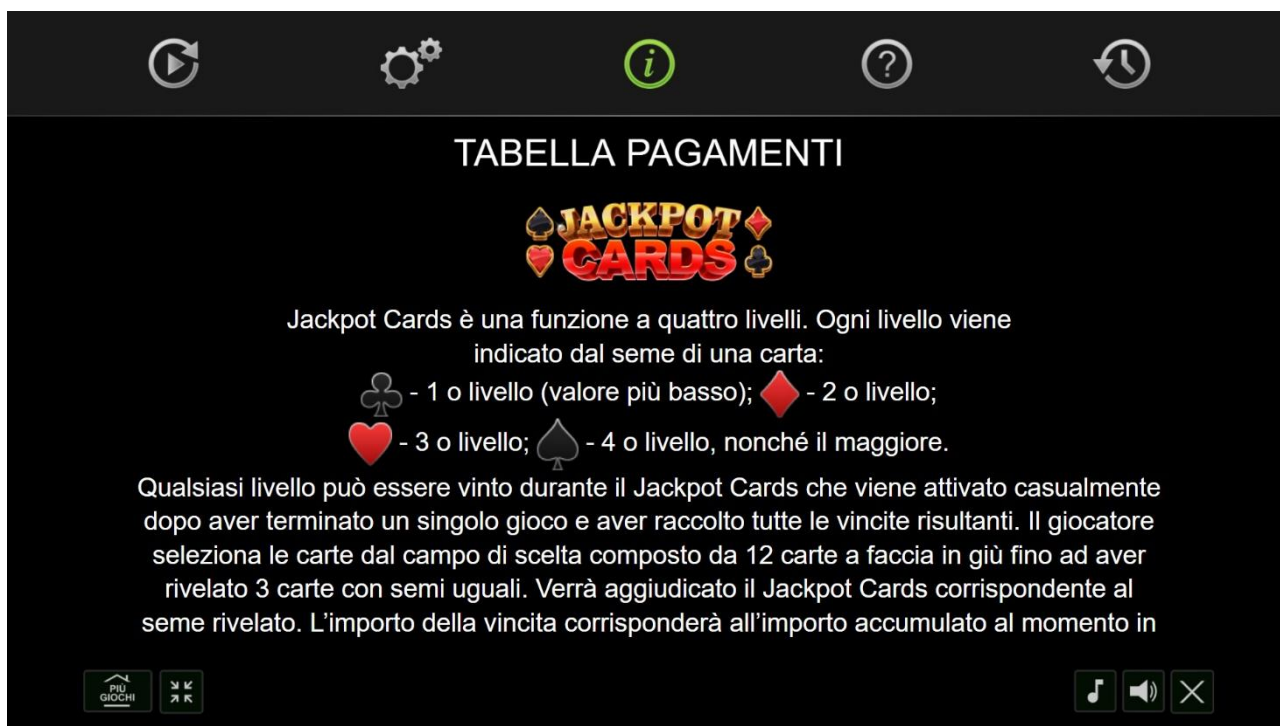 TABELLA PAGAMENTI
JACKPOT
CARDS
Jackpot Cards è una funzione a quattro livelli. Ogni livello viene
indicato dal seme di una carta:
- 1 o livello (valore più basso); - 2 o livello;
- 3 o livello; - 4 o livello, nonché il maggiore.
Qualsiasi livello può essere vinto durante il Jackpot Cards che viene attivato casualmente
dopo aver terminato un singolo gioco e aver raccolto tutte le vincite risultanti. Il giocatore
seleziona le carte dal campo di scelta composto da 12 carte a faccia in giù fino ad aver
rivelato 3 carte con semi uguali. Verrà aggiudicato il Jackpot Cards corrispondente al
seme rivelato. L’importo della vincita corrisponderà all’importo accumulato al momento in
PIÙ
GIOCHI